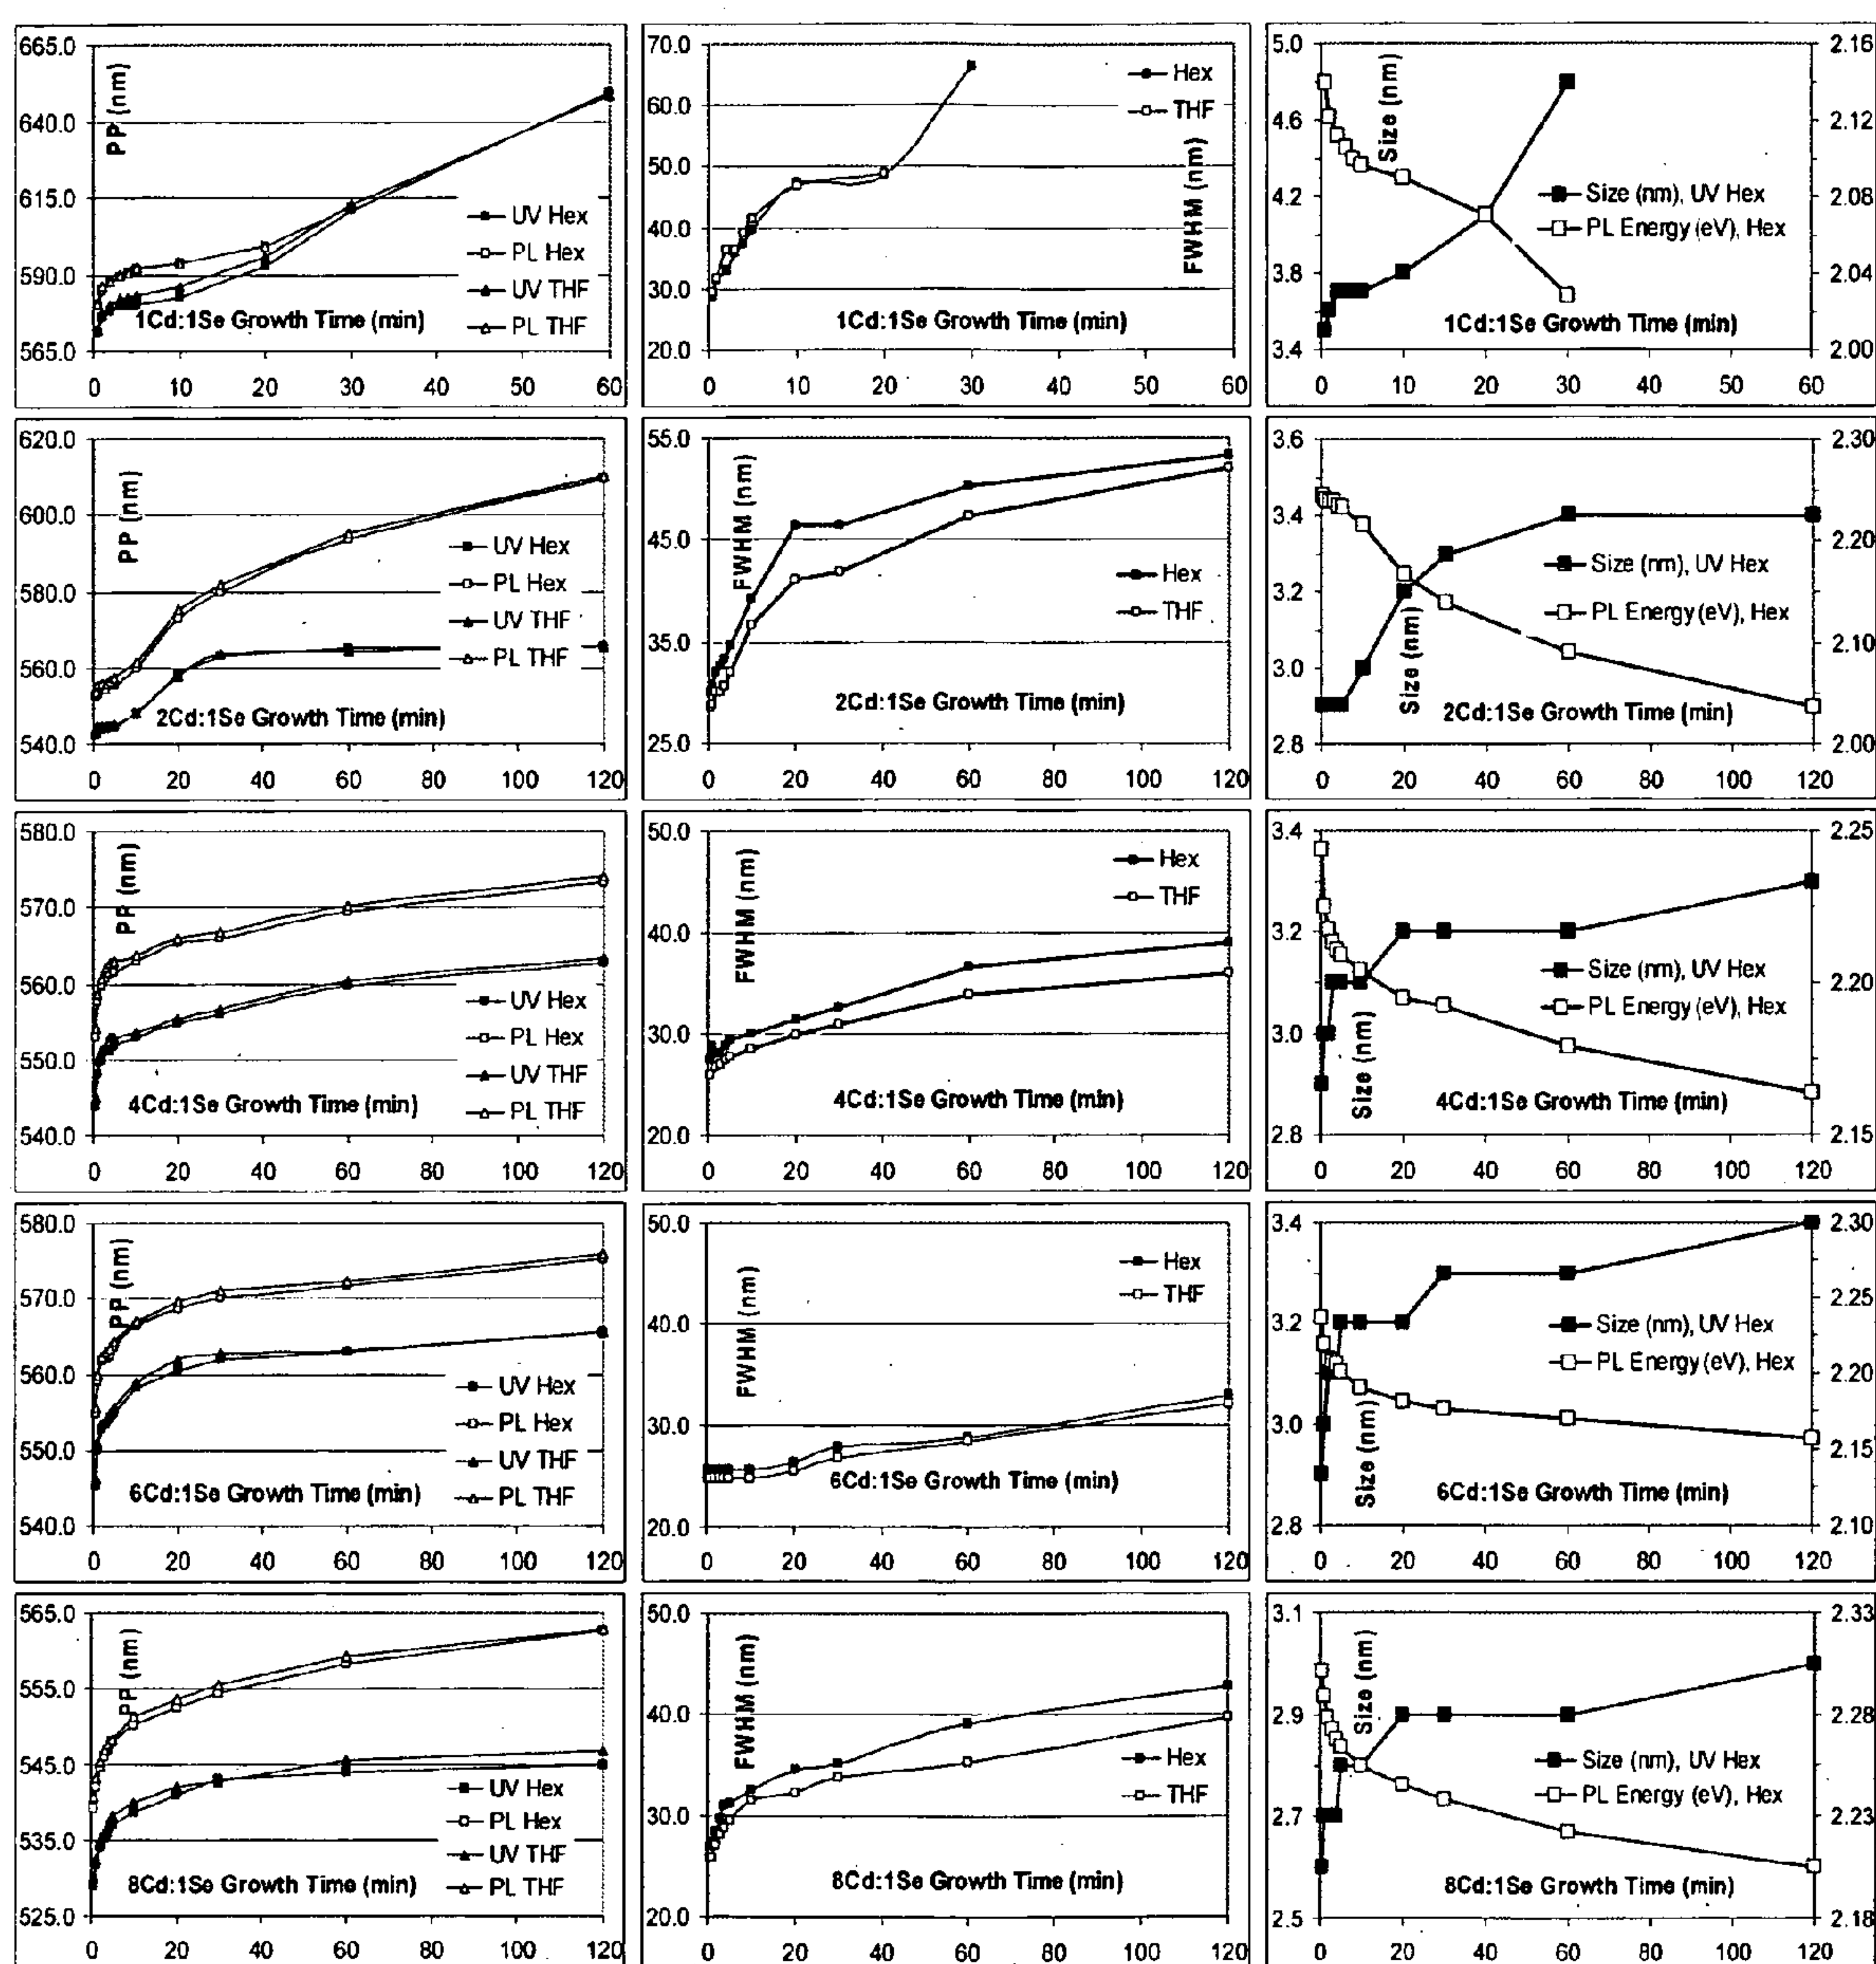 665.0
640.0
615.0
590.0
565.0
PP (nm)
UV Hex
PL Hex
UV THF
PL THF
1Cd:1Se Growth Time (min)
0 10 20 30 40 50 60
70.0
60.0
50.0
40.0
30.0
20.0
Hex
THF
FWHM (nm)
1Cd:1Se Growth Time (min)
0 10 20 30 40 50 60
5.0
4.6
4.2
3.8
3.4
Size (nm)
2.16
2.12
2.08
2.04
2.00
Size (nm), UV Hex
PL Energy (eV), Hex
1Cd:1Se Growth Time (min)
0 10 20 30 40 50 60
620.0
600.0
580.0
560.0
540.0
PP (nm)
UV Hex
PL Hex
UV THF
PL THF
2Cd:1Se Growth Time (min)
0 20 40 60 80 100 120
55.0
45.0
35.0
25.0
FWHM (nm)
Hex
THF
2Cd:1Se Growth Time (min)
0 20 40 60 80 100 120
3.6
3.4
3.2
3.0
2.8
Size (nm)
2.30
2.20
2.10
2.00
Size (nm), UV Hex
PL Energy (eV), Hex
2Cd:1Se Growth Time (min)
0 20 40 60 80 100 120
580.0
570.0
560.0
550.0
540.0
PP (nm)
UV Hex
PL Hex
UV THF
PL THF
4Cd:1Se Growth Time (min)
0 20 40 60 80 100 120
50.0
40.0
30.0
20.0
FWHM (nm)
Hex
THF
4Cd:1Se Growth Time (min)
0 20 40 60 80 100 120
3.4
3.2
3.0
2.8
Size (nm)
2.25
2.20
2.15
Size (nm), UV Hex
PL Energy (eV), Hex
4Cd:1Se Growth Time (min)
0 20 40 60 80 100 120
580.0
570.0
560.0
550.0
540.0
PP (nm)
UV Hex
PL Hex
UV THF
PL THF
6Cd:1Se Growth Time (min)
0 20 40 60 80 100 120
50.0
40.0
30.0
20.0
FWHM (nm)
Hex
THF
6Cd:1Se Growth Time (min)
0 20 40 60 80 100 120
3.4
3.2
3.0
2.8
Size (nm)
2.30
2.25
2.20
2.15
2.10
Size (nm), UV Hex
PL Energy (eV), Hex
6Cd:1Se Growth Time (min)
0 20 40 60 80 100 120
565.0
555.0
545.0
535.0
525.0
PP (nm)
UV Hex
PL Hex
UV THF
PL THF
8Cd:1Se Growth Time (min)
0 20 40 60 80 100 120
50.0
40.0
30.0
20.0
FWHM (nm)
Hex
THF
8Cd:1Se Growth Time (min)
0 20 40 60 80 100 120
3.1
2.9
2.7
2.5
Size (nm)
2.33
2.28
2.23
2.18
Size (nm), UV Hex
PL Energy (eV), Hex
8Cd:1Se Growth Time (min)
0 20 40 60 80 100 120